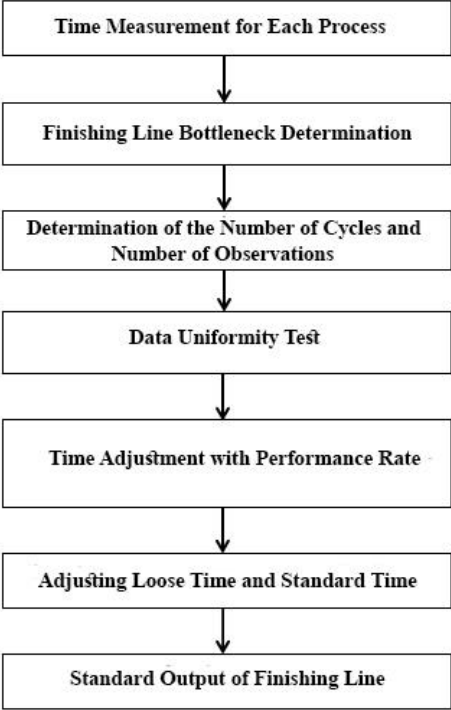 Time Measurement for Each Process
Finishing Line Bottleneck Determination
Determination of the Number of Cycles and
Number of Observations
Data Uniformity Test
Time Adjustment with Performance Rate
Adjusting Loose Time and Standard Time
Standard Output of Finishing Line